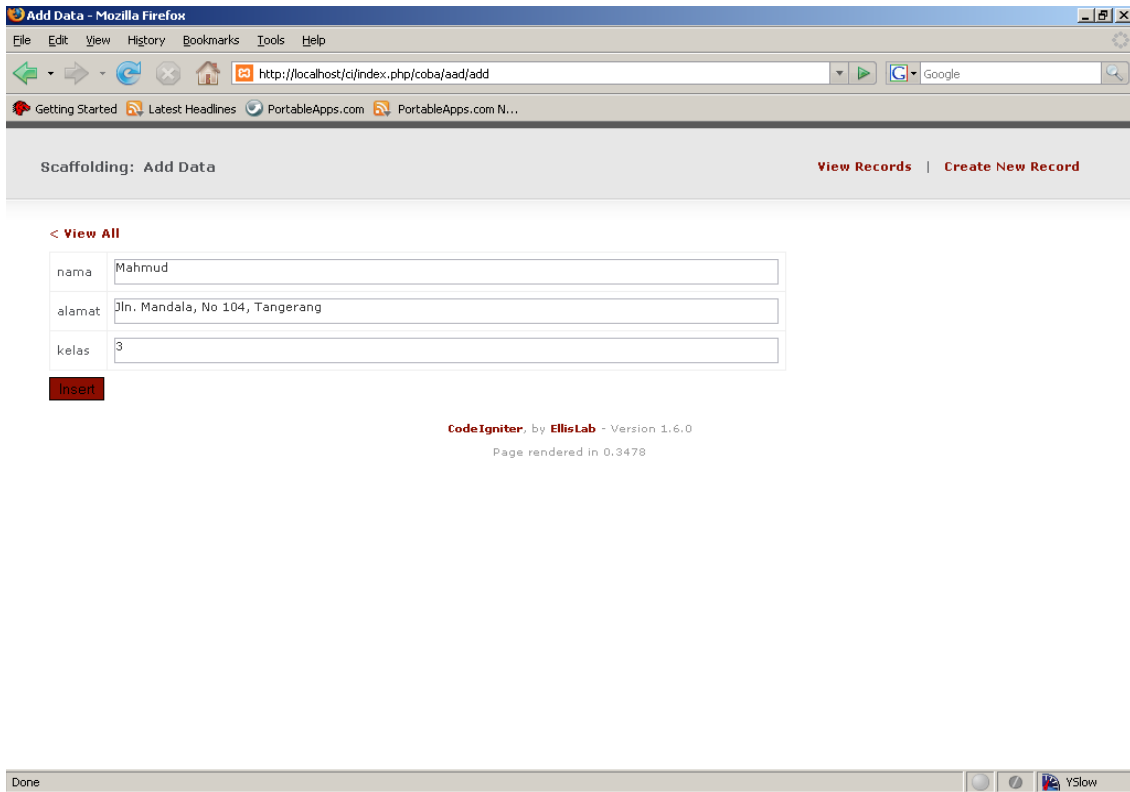 Add Data - Mozilla Firefox
File Edit View History Bookmarks Tools Help
http://localhost/ci/index.php/coba/aad/add
G Google
Getting Started Latest Headlines PortableApps.com PortableApps.com N...
Scaffolding: Add Data
View Records | Create New Record
< View All
nama Mahmud
alamat Jln. Mandala, No 104, Tangerang
kelas 3
Insert
CodeIgniter, by EllisLab - Version 1.6.0
Page rendered in 0.3478
Done YSlow